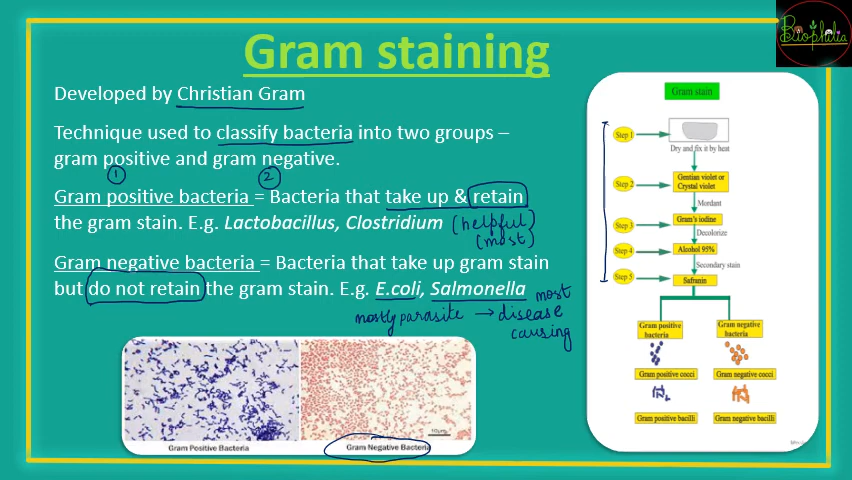 Biophilia
Gram staining
Developed by Christian Gram
Technique used to classify bacteria into two groups –
gram positive and gram negative.
① ②
Gram positive bacteria = Bacteria that take up & retain
the gram stain. E.g. Lactobacillus, Clostridium (helpful)
(most)
Gram negative bacteria = Bacteria that take up gram stain
but do not retain the gram stain. E.g. E.coli, Salmonella
most
mostly parasite → disease
causing
Gram Positive Bacteria
Gram Negative Bacteria
10µm
Gram stain
Step 1
Dry and fix it by heat
Step 2
Gentian violet or
Crystal violet
Mordant
Step 3
Gram's iodine
Decolorize
Step 4
Alcohol 95%
Secondary stain
Step 5
Safranin
Gram positive
bacteria
Gram negative
bacteria
Gram positive cocci
Gram negative cocci
Gram positive bacilli
Gram negative bacilli